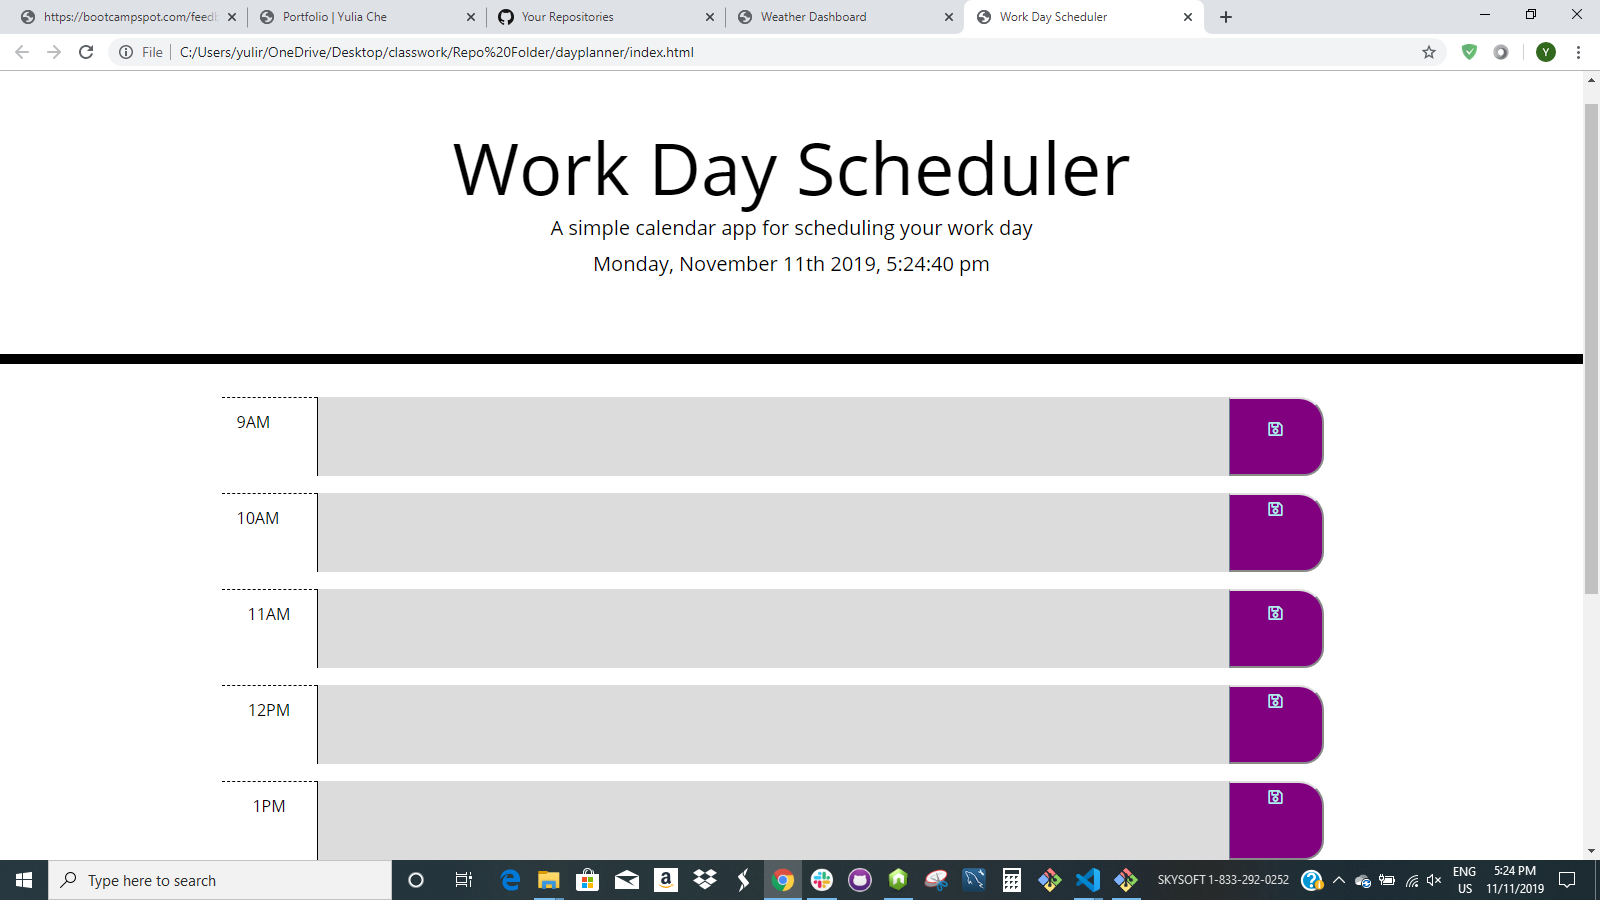 https://bootcampspot.com/feedb
Portfolio | Yulia Che
Your Repositories
Weather Dashboard
Work Day Scheduler
File
C:/Users/yulir/OneDrive/Desktop/classwork/Repo%20Folder/dayplanner/index.html
Y
Work Day Scheduler
A simple calendar app for scheduling your work day
Monday, November 11th 2019, 5:24:40 pm
9AM
10AM
11AM
12PM
1PM
Type here to search
SKYSOFT 1-833-292-0252
ENG
US
5:24 PM
11/11/2019